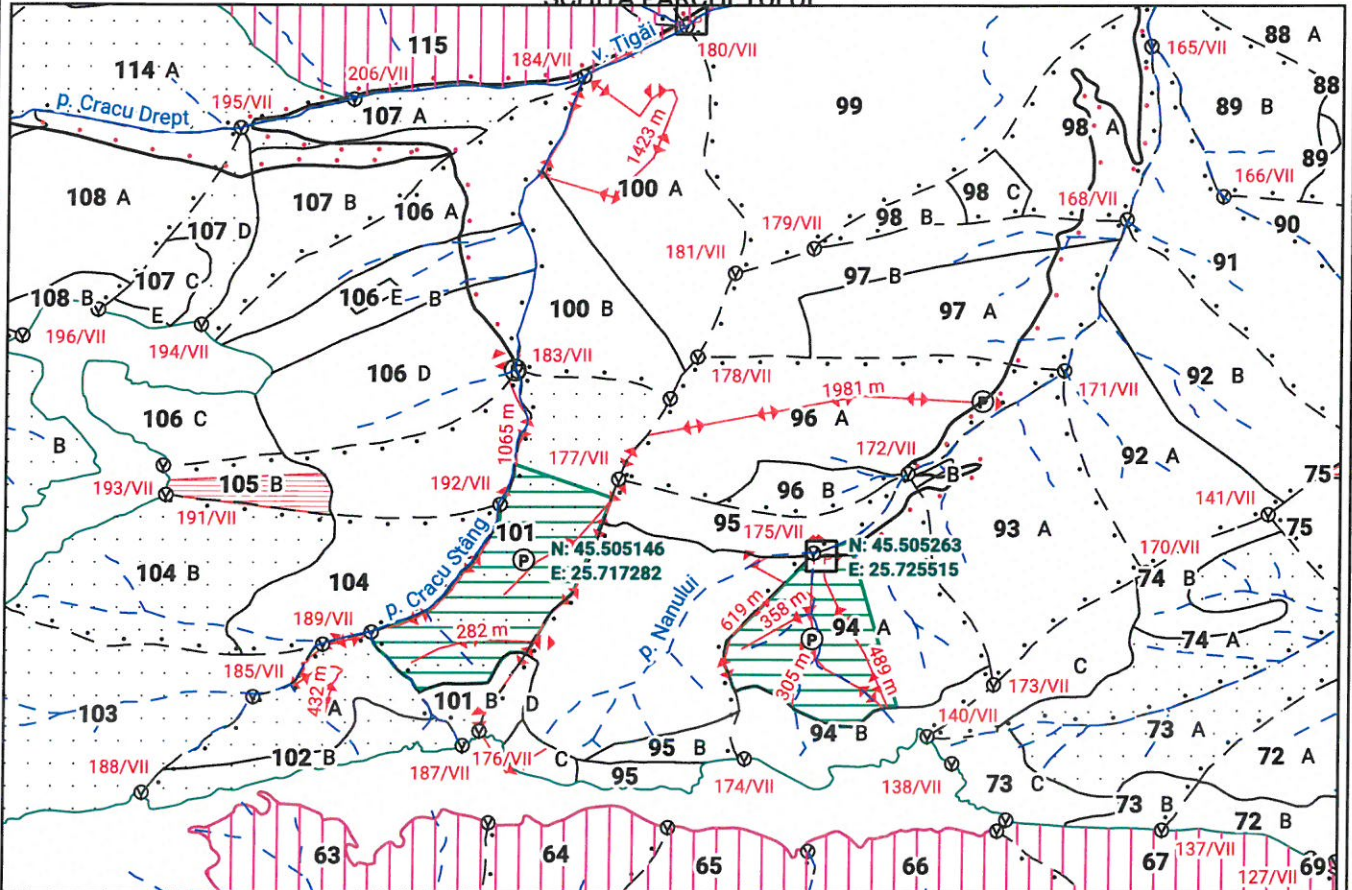 SCHIȚA PARCHETULUI
115
184/VII
v. Tigăi
180/VII
165/VII
88 A
114 A
206/VII
88
p. Cracu Drept
195/VII
107 A
99
89 B
98 A
1423 m
89
166/VII
108 A
107 B
106 A
100 A
98 C
168/VII
98 B
179/VII
90
107 D
181/VII
91
107 C
97 B
108 B
E
106 E B
100 B
97 A
196/VII
194/VII
183/VII
178/VII
171/VII
92 B
106 D
1981 m
96 A
106 C
1065 m
B
177/VII
172/VII
92 A
105 B
B
75
193/VII
192/VII
96 B
141/VII
191/VII
95
175/VII
93 A
75
101
P
N: 45.505146
E: 25.717282
N: 45.505263
E: 25.725515
170/VII
104 B
104
p. Cracu Stâng
p. Nanului
74 B
619 m
358 m
189/VII
282 m
94 A
74 A
P
185/VII
432 m
305 m
489 m
C
173/VII
103
A
101 B
D
140/VII
94 B
73 A
102 B
95 B
72 A
188/VII
187/VII
176/VII
C
95
174/VII
138/VII
73 C
73 B
72 B
137/VII
63
64
65
66
67
69
127/VII
P